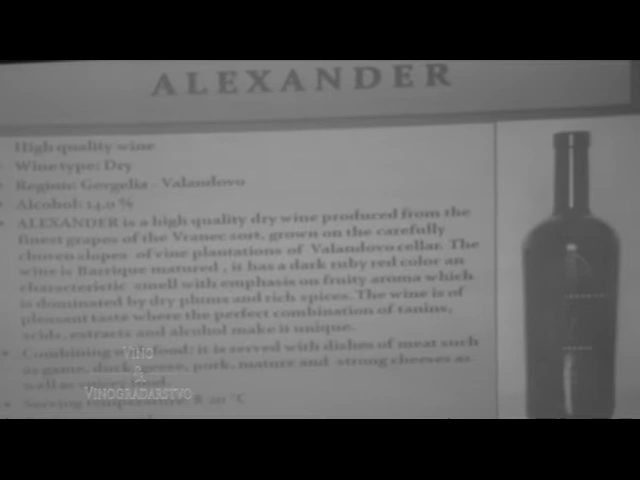 ALEXANDER
High quality wine
Wine type: Dry
Region: Gevgelia - Valandovo
Alcohol: 14.0 %
ALEXANDER is a high quality dry wine produced from the
finest grapes of the Vranec sort, grown on the carefully
chosen slopes of vine plantations of Valandovo cellar. The
wine is Barrique matured , it has a dark ruby red color an
characteristic smell with emphasis on fruity aroma which
is dominated by dry plums and rich spices. The wine is of
pleasant taste where the perfect combination of tanins,
acids, extracts and alcohol make it unique.
Combining with food: it is served with dishes of meat such
as game, duck, geese, pork, mature and strong cheeses as
well as
Serving temperature: °C
VINO
&
VINOGRADARSTVO